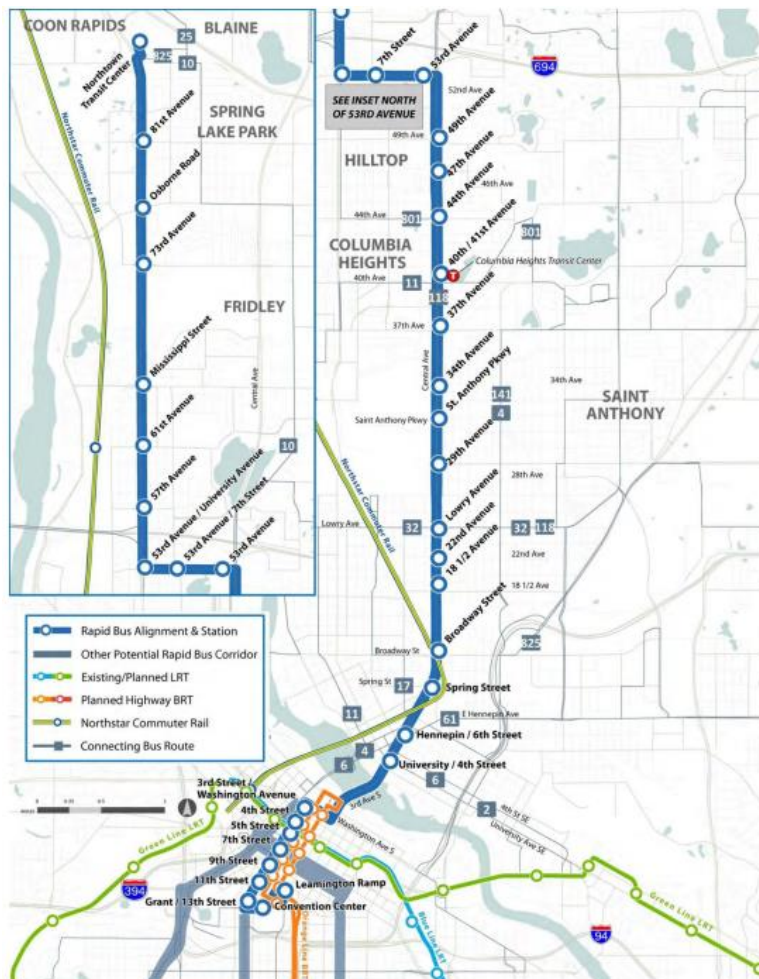 COON RAPIDS
BLAINE
25
825
10
Northtown
Transit Center
81st Avenue
SPRING
LAKE PARK
Northstar Commuter Rail
Osborne Road
73rd Avenue
FRIDLEY
Mississippi Street
Central Ave
61st Avenue
10
57th Avenue
53rd Avenue / University Avenue
53rd Avenue / 7th Street
53rd Avenue
7th Street
53rd Avenue
694
SEE INSET NORTH
OF 53RD AVENUE
52nd Ave
49th Ave
49th Avenue
HILLTOP
47th Avenue
46th Ave
44th Avenue
44th Ave
801
801
COLUMBIA
HEIGHTS
40th / 41st Avenue
Columbia Heights Transit Center
T
40th Ave
11
118
37th Avenue
37th Ave
Central Ave
34th Avenue
34th Ave
St. Anthony Pkwy
141
4
SAINT
ANTHONY
Saint Anthony Pkwy
29th Avenue
28th Ave
Northstar Commuter Rail
Lowry Avenue
Lowry Ave
32
32
118
22nd Avenue
22nd Ave
18 1/2 Avenue
18 1/2 Ave
Broadway Street
Broadway St
825
Spring St
17
Spring Street
11
61
E Hennepin Ave
Hennepin / 6th Street
4
6
University / 4th Street
6
2
4th St SE
University Ave SE
Rapid Bus Alignment & Station
Other Potential Rapid Bus Corridor
Existing/Planned LRT
Planned Highway BRT
Northstar Commuter Rail
Connecting Bus Route
3rd Street /
Washington Avenue
3rd Ave S
Washington Ave S
4th Street
5th Street
7th Street
9th Street
11th Street
Leamington Ramp
Grant / 13th Street
Convention Center
Green Line LRT
394
Orange Line BRT
Blue Line LRT
Green Line LRT
94